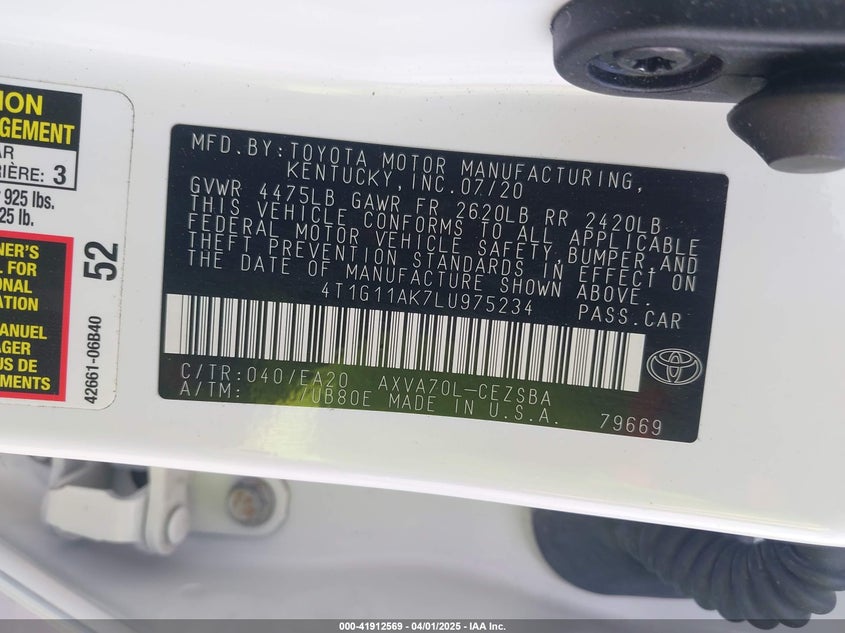 ION
GEMENT
AR
RIÈRE: 3
925 lbs.
25 lb.
NER'S
L FOR
ONAL
ATION
ANUEL
AGER
US DE
EMENTS
52
42661-06B40
MFD.BY:TOYOTA MOTOR MANUFACTURING,
KENTUCKY,INC.07/20
GVWR 4475LB GAWR FR 2620LB RR 2420LB
THIS VEHICLE CONFORMS TO ALL APPLICABLE
FEDERAL MOTOR VEHICLE SAFETY,BUMPER,AND
THEFT PREVENTION STANDARDS IN EFFECT ON
THE DATE OF MANUFACTURE SHOWN ABOVE.
4T1G11AK7LU975234 PASS.CAR
C/TR:040/EA20 AXVA70L-CEZSBA
A/TM: /UB80E MADE IN U.S.A.
79669
000-41912569 | 04/01/2025 | IAA Inc.